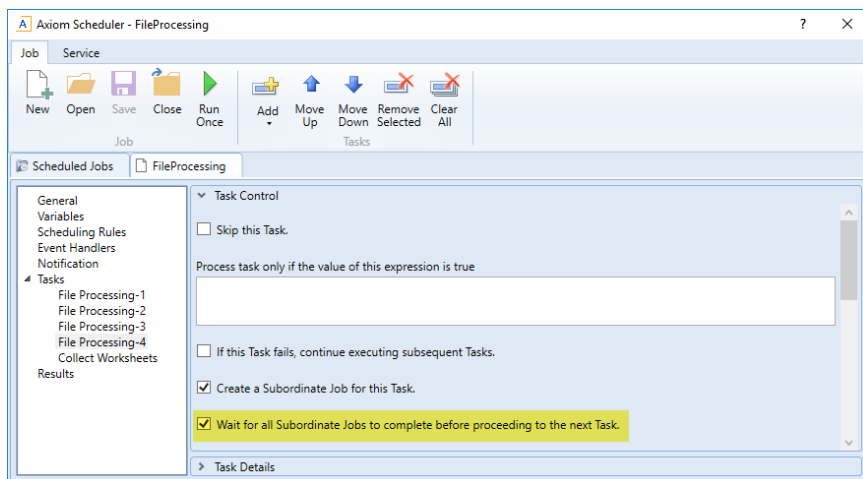 A Axiom Scheduler - FileProcessing ? ×
Job Service
New Open Save Close Run Once Add Move Up Move Down Remove Selected Clear All
Job Tasks
Scheduled Jobs FileProcessing
General
Variables
Scheduling Rules
Event Handlers
Notification
Tasks
File Processing-1
File Processing-2
File Processing-3
File Processing-4
Collect Worksheets
Results
Task Control
Skip this Task.
Process task only if the value of this expression is true
If this Task fails, continue executing subsequent Tasks.
Create a Subordinate Job for this Task.
Wait for all Subordinate Jobs to complete before proceeding to the next Task.
Task Details